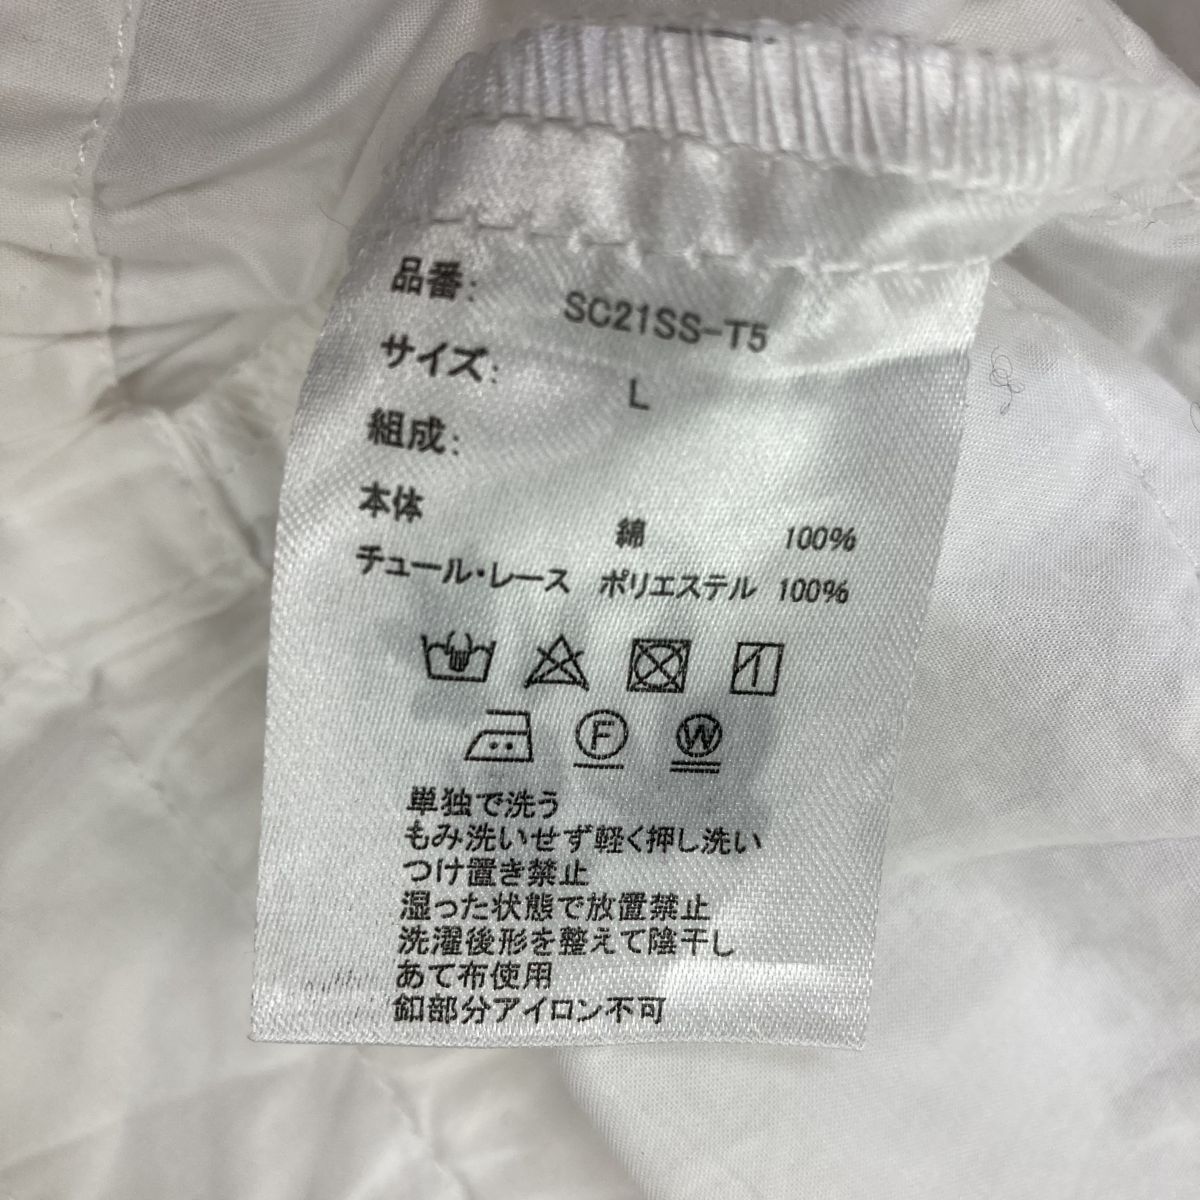 品番: SC21SS-T5
サイズ: L
組成:
本体 綿 100%
チュール・レース ポリエステル 100%
F W
単独で洗う
もみ洗いせず軽く押し洗い
つけ置き禁止
湿った状態で放置禁止
洗濯後形を整えて陰干し
あて布使用
釦部分アイロン不可